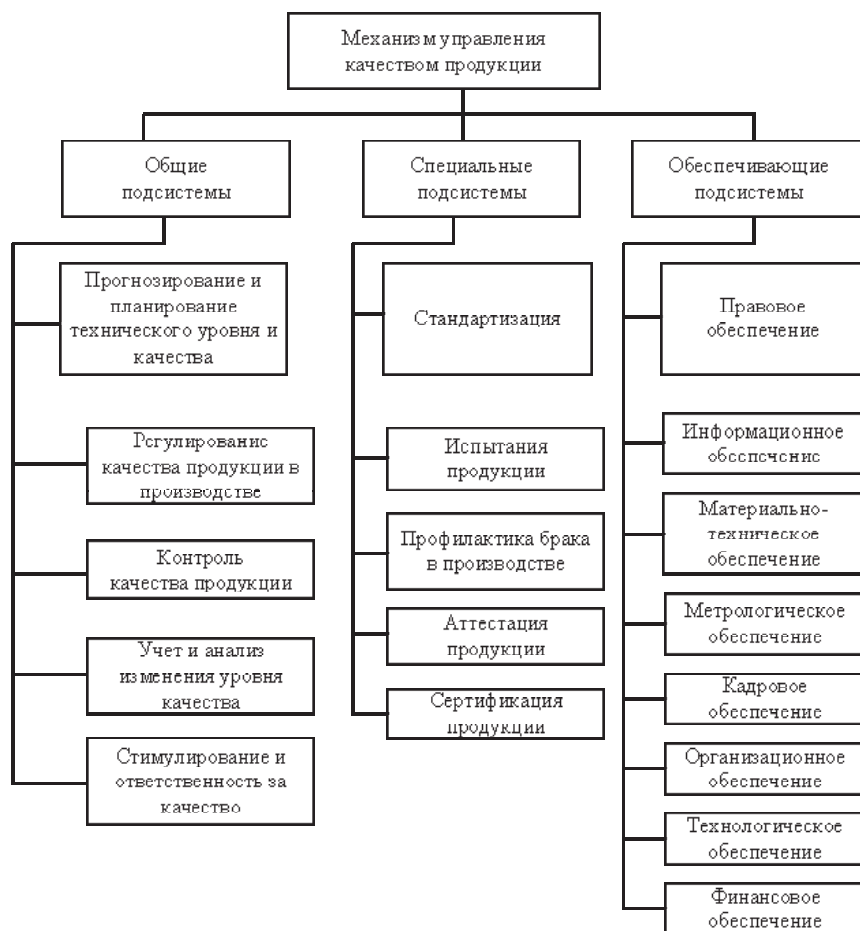 Механизм управления
качеством продукции
Общие
подсистемы
Специальные
подсистемы
Обеспечивающие
подсистемы
Прогнозирование и
планирование
технического уровня и
качества
Регулирование
качества продукции в
производстве
Контроль
качества продукции
Учет и анализ
изменения уровня
качества
Стимулирование и
ответственность за
качество
Стандартизация
Испытания
продукции
Профилактика брака
в производстве
Аттестация
продукции
Сертификация
продукции
Правовое
обеспечение
Информационное
обеспечение
Материально-
техническое
обеспечение
Метрологическое
обеспечение
Кадровое
обеспечение
Организационное
обеспечение
Технологическое
обеспечение
Финансовое
обеспечение